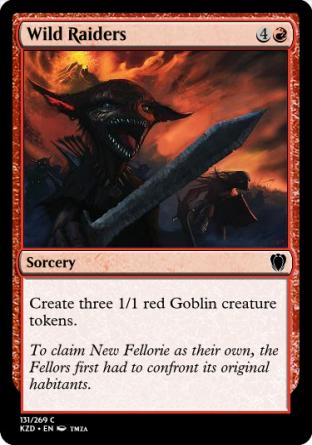 Wild Raiders 4
Sorcery
Create three 1/1 red Goblin creature
tokens.
To claim New Fellorie as their own, the
Fellors first had to confront its original
habitants.
131/269 C
KZD • EN TMZA